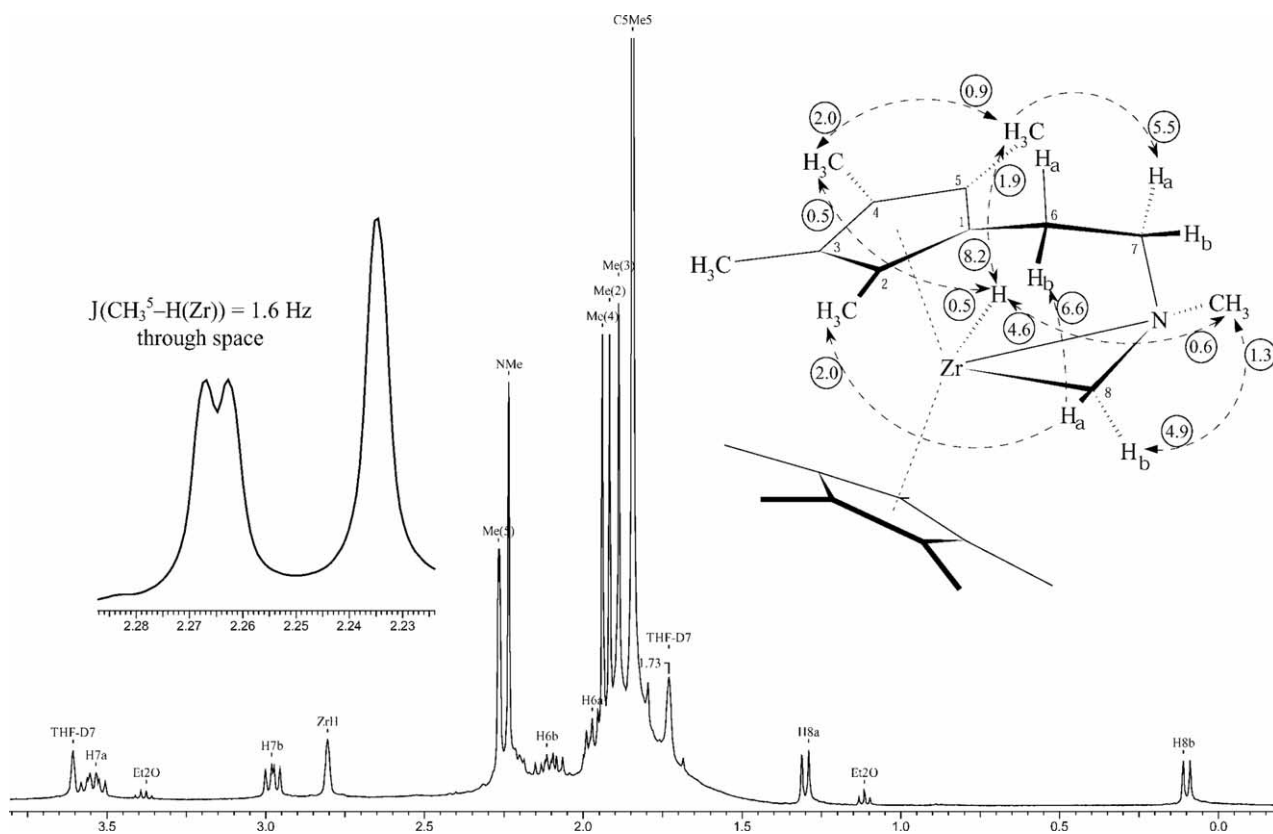 C5Me5
J(CH₃⁵–H(Zr)) = 1.6 Hz
through space
2.28 2.27 2.26 2.25 2.24 2.23
THF-D7
H7a
Et2O
H7b
ZrH
Me(5)
NMe
H6b
H6a
Me(4)
Me(2)
Me(3)
1.73
THF-D7
H8a
Et2O
H8b
3.5 3.0 2.5 2.0 1.5 1.0 0.5 0.0
2.0
0.9
5.5
H₃C
H₃C
Hₐ
Hₐ
1.9
5
4
6
0.5
1
7
H_b
3
8.2
H₃C
2
H_b
H
H₃C
0.5
6.6
4.6
N
CH₃
2.0
0.6
1.3
Zr
8
Hₐ
H_b
4.9